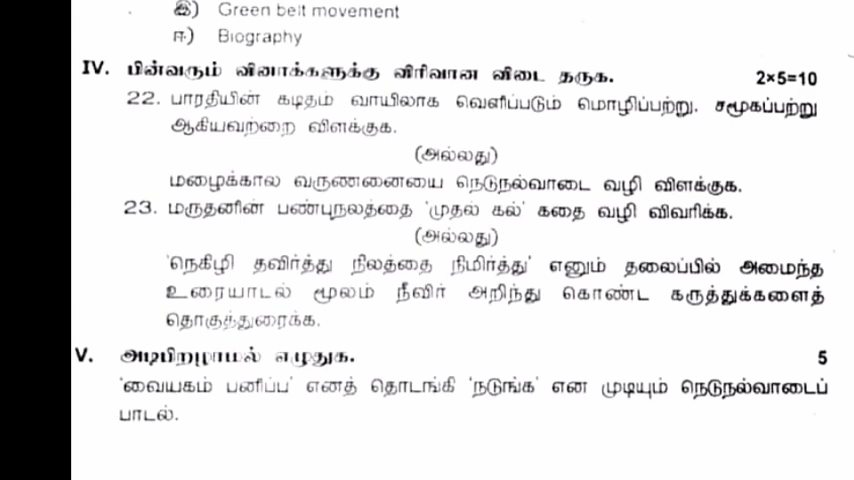 இ) Green belt movement
ஈ) Biography
IV. பின்வரும் வினாக்களுக்கு விரிவான விடை தருக. 2×5=10
22. பாரதியின் கடிதம் வாயிலாக வெளிப்படும் மொழிப்பற்று, சமூகப்பற்று
ஆகியவற்றை விளக்குக.
(அல்லது)
மழைக்கால வருணனையை நெடுநல்வாடை வழி விளக்குக.
23. மருதனின் பண்புநலத்தை 'முதல் கல்' கதை வழி விவரிக்க.
(அல்லது)
'நெகிழி தவிர்த்து நிலத்தை நிமிர்த்து' எனும் தலைப்பில் அமைந்த
உரையாடல் மூலம் நீவிர் அறிந்து கொண்ட கருத்துக்களைத்
தொகுத்துரைக்க.
V. அடிபிறழாமல் எழுதுக. 5
'வையகம் பனிப்ப' எனத் தொடங்கி 'நடுங்க' என முடியும் நெடுநல்வாடைப்
பாடல்.